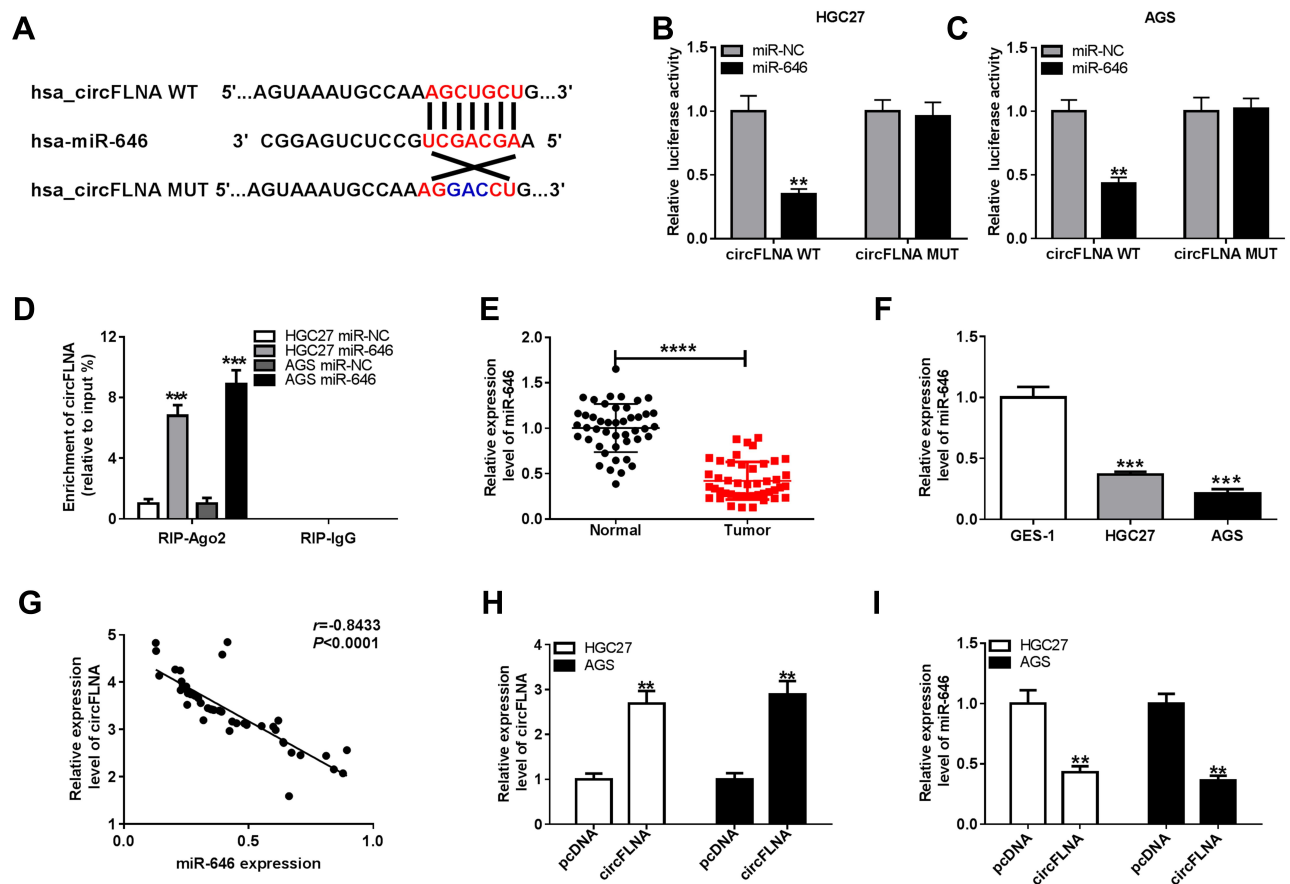 A
hsa_circFLNA WT 5'...AGUAAAUGCCAAAGCUGCUG...3'
hsa-miR-646 3' CGGAGUCUCCGUCGACGAA 5'
hsa_circFLNA MUT 5'...AGUAAAUGCCAAAGGACCUG...3'
B
HGC27
Relative luciferase activity
1.5
1.0
0.5
0.0
miR-NC
miR-646
**
circFLNA WT
circFLNA MUT
C
AGS
Relative luciferase activity
1.5
1.0
0.5
0.0
miR-NC
miR-646
**
circFLNA WT
circFLNA MUT
D
Enrichment of circFLNA
(relative to input %)
12
8
4
0
HGC27 miR-NC
HGC27 miR-646
AGS miR-NC
AGS miR-646
***
***
RIP-Ago2
RIP-IgG
E
Relative expression
level of miR-646
2.0
1.5
1.0
0.5
0.0
****
Normal
Tumor
F
Relative expression
level of miR-646
1.5
1.0
0.5
0.0
***
***
GES-1
HGC27
AGS
G
Relative expression
level of circFLNA
5
4
3
2
1
r=-0.8433
P<0.0001
0.0
0.5
1.0
miR-646 expression
H
Relative expression
level of circFLNA
4
3
2
1
0
HGC27
AGS
**
**
pcDNA
circFLNA
pcDNA
circFLNA
I
Relative expression
level of miR-646
1.5
1.0
0.5
0.0
HGC27
AGS
**
**
pcDNA
circFLNA
pcDNA
circFLNA